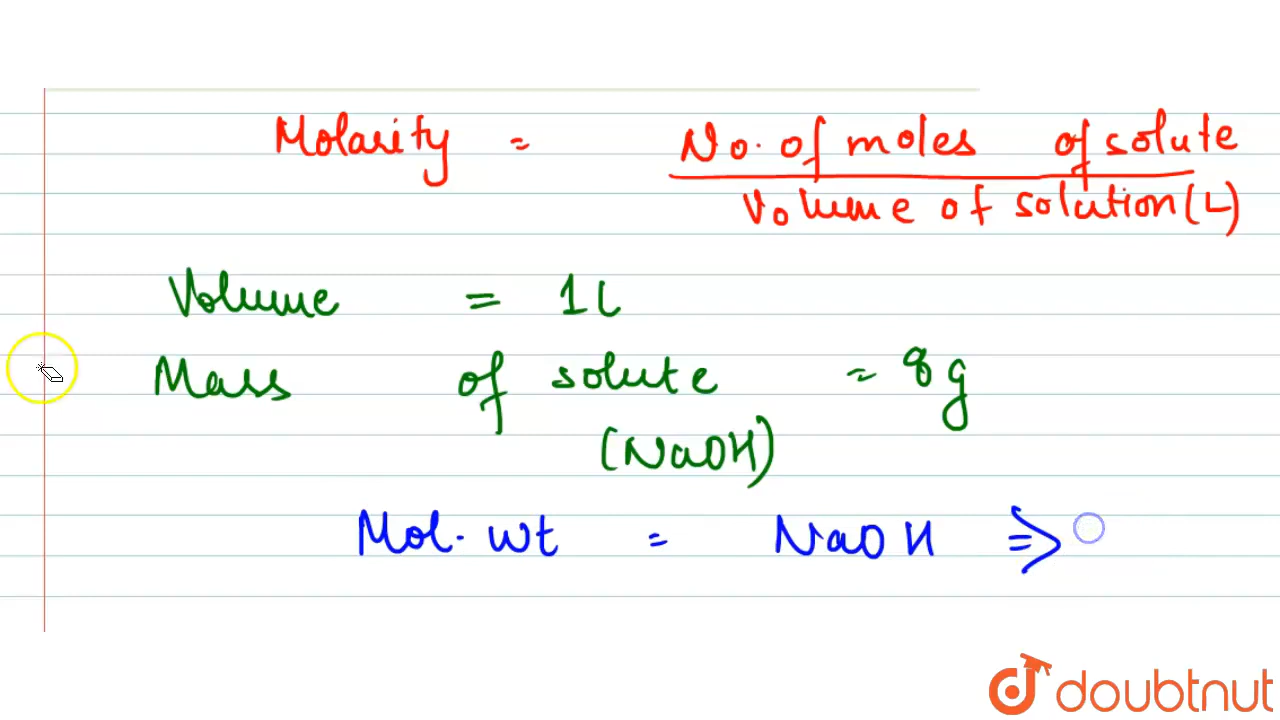 Molarity = No. of moles of solute
Volume of solution (L)
Volume = 1L
Mass of solute = 8g
(NaOH)
Mol. wt = NaOH ⇒
doubtnut